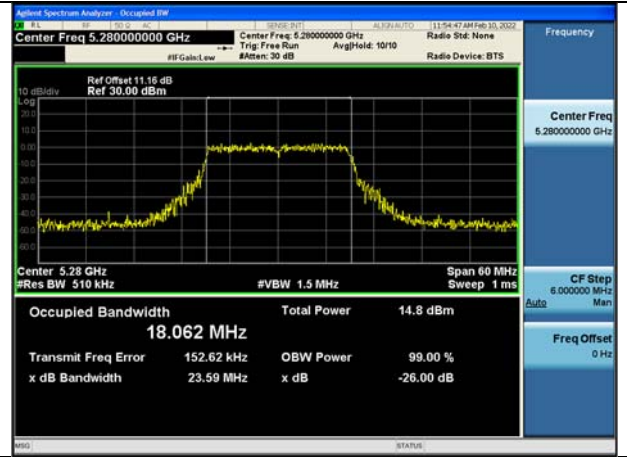 Agilent Spectrum Analyzer - Occupied BW
RL RF 50 Ω AC SENSE:INT ALIGN AUTO 11:54:47 AM Feb 10, 2022
Center Freq 5.280000000 GHz
Center Freq: 5.280000000 GHz
Radio Std: None
Trig: Free Run Avg|Hold: 10/10
#IFGain:Low
#Atten: 30 dB
Radio Device: BTS
Frequency
Ref Offset 11.16 dB
10 dB/div Ref 30.00 dBm
Log
20.0
10.0
0.00
10.0
20.0
30.0
40.0
50.0
60.0
Center Freq
5.280000000 GHz
Center 5.28 GHz
Span 60 MHz
#Res BW 510 kHz
#VBW 1.5 MHz
Sweep 1 ms
CF Step
6.000000 MHz
Auto Man
Occupied Bandwidth
18.062 MHz
Total Power 14.8 dBm
Transmit Freq Error 152.62 kHz
OBW Power 99.00 %
x dB Bandwidth 23.59 MHz
x dB -26.00 dB
Freq Offset
0 Hz
MSG
STATUS